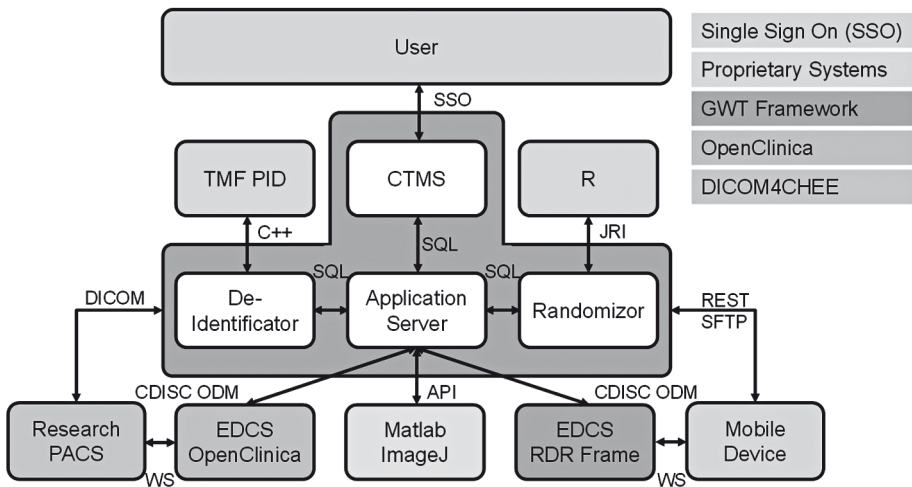 User
Single Sign On (SSO)
Proprietary Systems
GWT Framework
OpenClinica
DICOM4CHEE
SSO
TMF PID
CTMS
R
C++
SQL
JRI
SQL
SQL
De-
Identificator
Application
Server
Randomizor
DICOM
REST
SFTP
CDISC ODM
API
CDISC ODM
Research
PACS
EDCS
OpenClinica
Matlab
ImageJ
EDCS
RDR Frame
Mobile
Device
WS
WS